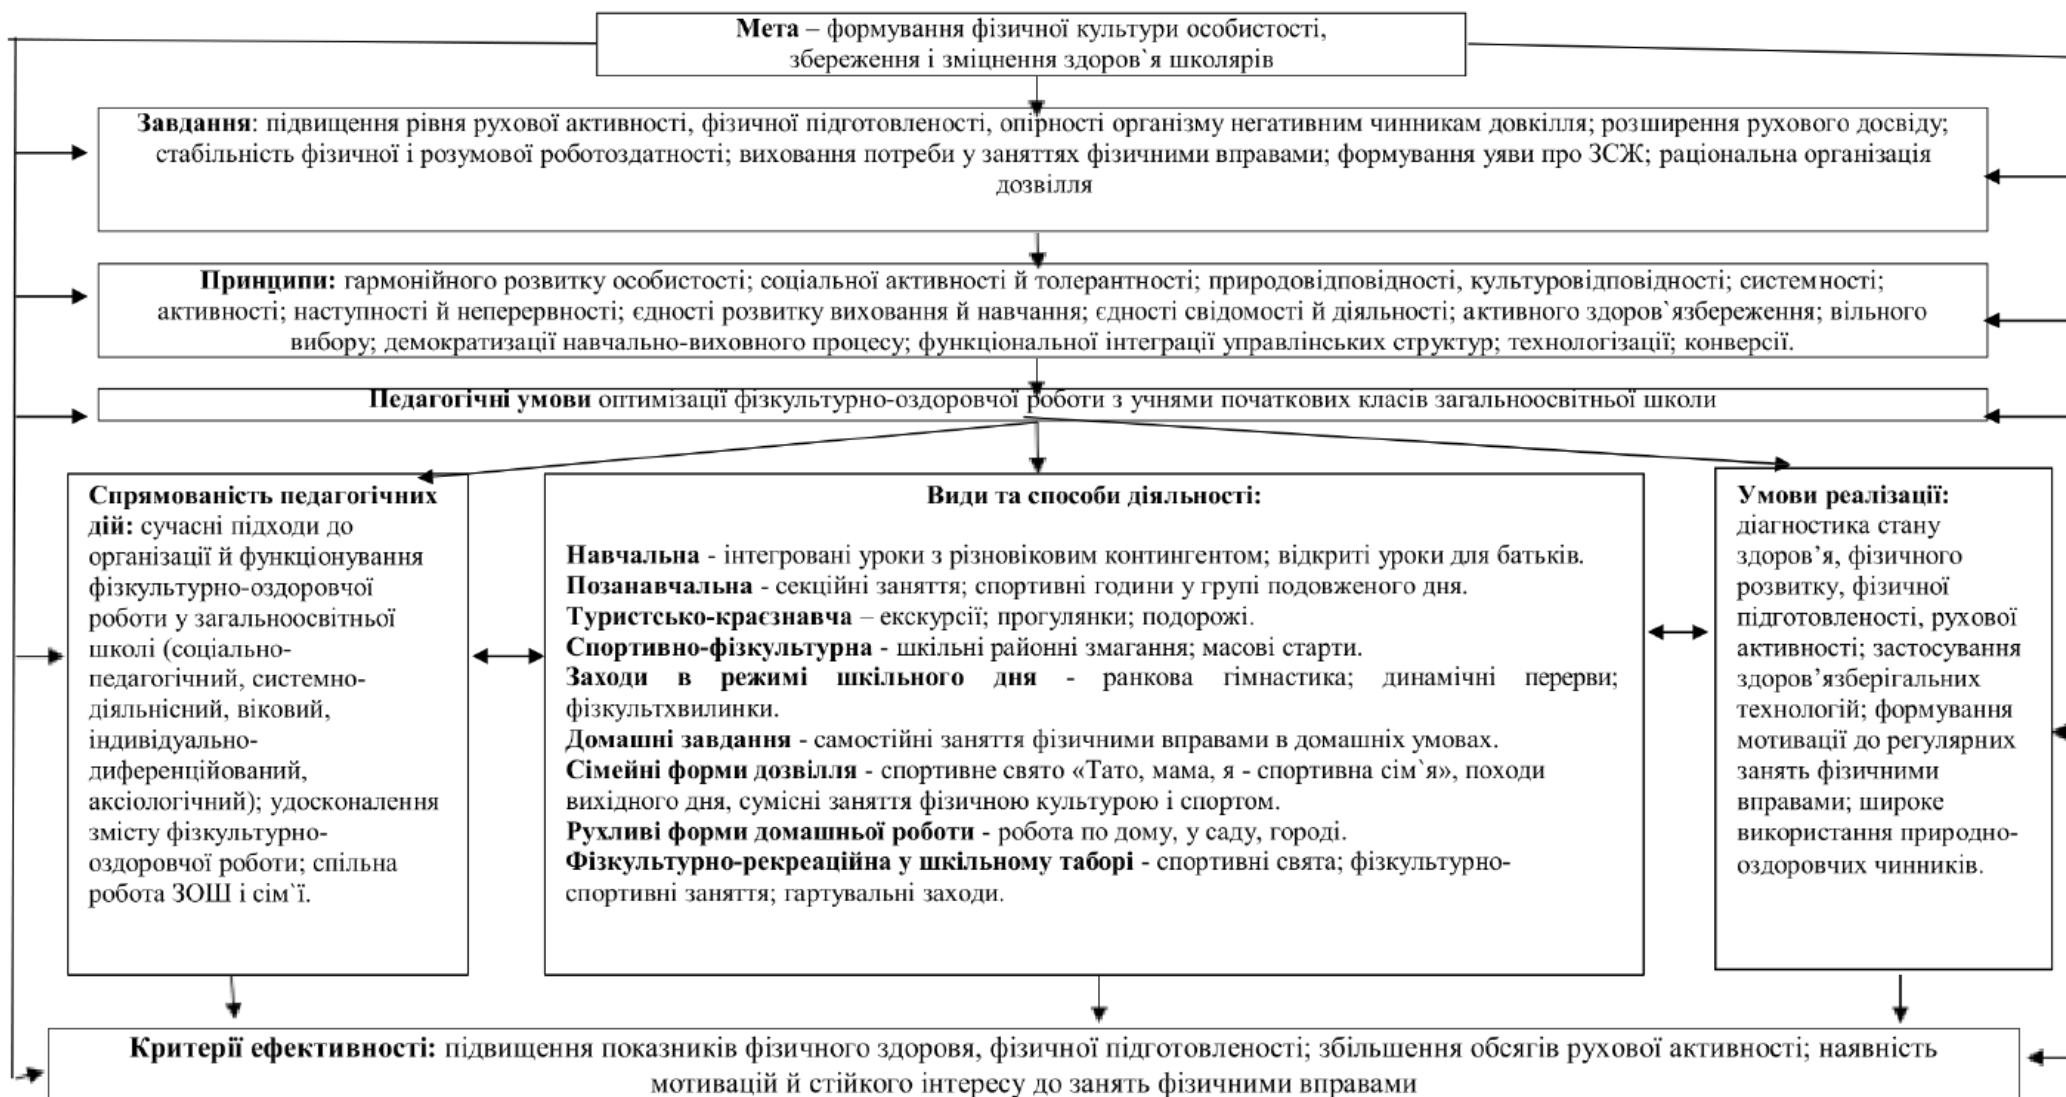 Мета – формування фізичної культури особистості,
збереження і зміцнення здоров`я школярів
Завдання: підвищення рівня рухової активності, фізичної підготовленості, опірності організму негативним чинникам довкілля; розширення рухового досвіду;
стабільність фізичної і розумової роботоздатності; виховання потреби у заняттях фізичними вправами; формування уяви про ЗСЖ; раціональна організація
дозвілля
Принципи: гармонійного розвитку особистості; соціальної активності й толерантності; природовідповідності, культуровідповідності; системності;
активності; наступності й неперервності; єдності розвитку виховання й навчання; єдності свідомості й діяльності; активного здоров`язбереження; вільного
вибору; демократизації навчально-виховного процесу; функціональної інтеграції управлінських структур; технологізації; конверсії.
Педагогічні умови оптимізації фізкультурно-оздоровчої роботи з учнями початкових класів загальноосвітньої школи
Спрямованість педагогічних
дій: сучасні підходи до
організації й функціонування
фізкультурно-оздоровчої
роботи у загальноосвітньої
школі (соціально-
педагогічний, системно-
діяльнісний, віковий,
індивідуально-
диференційований,
аксіологічний); удосконалення
змісту фізкультурно-
оздоровчої роботи; спільна
робота ЗОШ і сім`ї.
Види та способи діяльності:
Навчальна - інтегровані уроки з різновіковим контингентом; відкриті уроки для батьків.
Позанавчальна - секційні заняття; спортивні години у групі подовженого дня.
Туристсько-краєзнавча – екскурсії; прогулянки; подорожі.
Спортивно-фізкультурна - шкільні районні змагання; масові старти.
Заходи в режимі шкільного дня - ранкова гімнастика; динамічні перерви;
фізкультхвилинки.
Домашні завдання - самостійні заняття фізичними вправами в домашніх умовах.
Сімейні форми дозвілля - спортивне свято «Тато, мама, я - спортивна сім`я», походи
вихідного дня, сумісні заняття фізичною культурою і спортом.
Рухливі форми домашньої роботи - робота по дому, у саду, городі.
Фізкультурно-рекреаційна у шкільному таборі - спортивні свята; фізкультурно-
спортивні заняття; гартувальні заходи.
Умови реалізації:
діагностика стану
здоров’я, фізичного
розвитку, фізичної
підготовленості, рухової
активності; застосування
здоров’язберігальних
технологій; формування
мотивації до регулярних
занять фізичними
вправами; широке
використання природно-
оздоровчих чинників.
Критерії ефективності: підвищення показників фізичного здоровя, фізичної підготовленості; збільшення обсягів рухової активності; наявність
мотивацій й стійкого інтересу до занять фізичними вправами